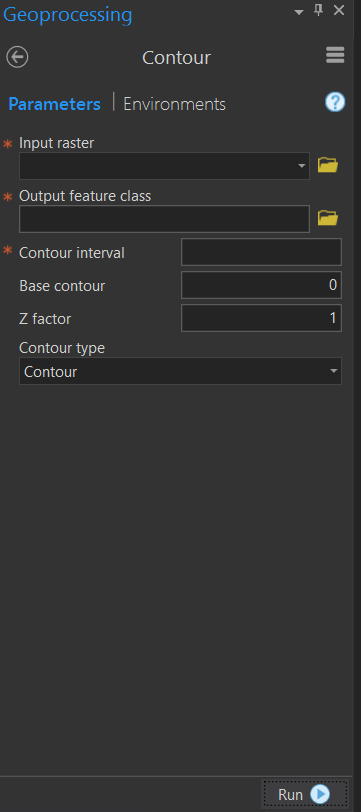 Geoprocessing
Contour
Parameters | Environments
?
* Input raster
* Output feature class
* Contour interval
Base contour 0
Z factor 1
Contour type
Contour
Run